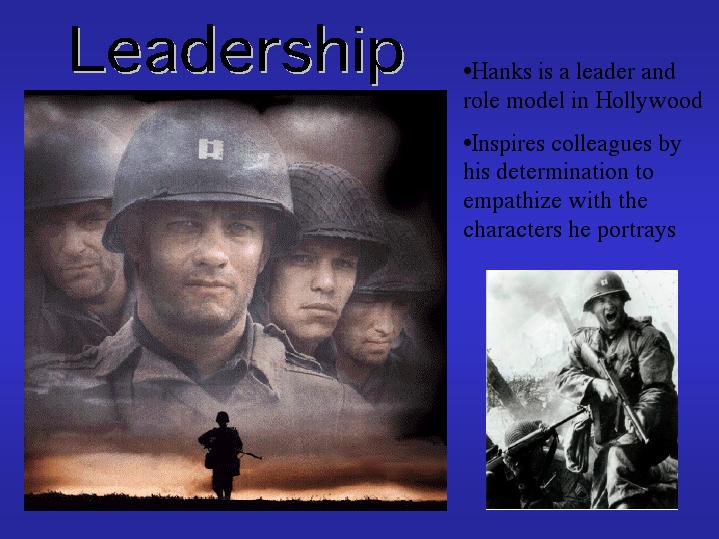 Leadership
•Hanks is a leader and
role model in Hollywood
•Inspires colleagues by
his determination to
empathize with the
characters he portrays